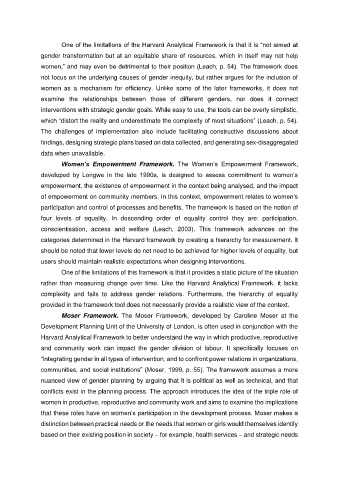 One of the limitations of the Harvard Analytical Framework is that it is “not aimed at
gender transformation but at an equitable share of resources, which in itself may not help
women,” and may even be detrimental to their position (Leach, p. 54). The framework does
not focus on the underlying causes of gender inequity, but rather argues for the inclusion of
women as a mechanism for efficiency. Unlike some of the later frameworks, it does not
examine the relationships between those of different genders, nor does it connect
interventions with strategic gender goals. While easy to use, the tools can be overly simplistic,
which “distort the reality and underestimate the complexity of most situations” (Leach, p. 54).
The challenges of implementation also include facilitating constructive discussions about
findings, designing strategic plans based on data collected, and generating sex-disaggregated
data when unavailable.
Women’s Empowerment Framework. The Women’s Empowerment Framework,
developed by Longwe in the late 1990s, is designed to assess commitment to women’s
empowerment, the existence of empowerment in the context being analysed, and the impact
of empowerment on community members. In this context, empowerment relates to women’s
participation and control of processes and benefits. The framework is based on the notion of
four levels of equality. In descending order of equality control they are: participation,
conscientisation, access and welfare (Leach, 2003). This framework advances on the
categories determined in the Harvard framework by creating a hierarchy for measurement. It
should be noted that lower levels do not need to be achieved for higher levels of equality, but
users should maintain realistic expectations when designing interventions.
One of the limitations of this framework is that it provides a static picture of the situation
rather than measuring change over time. Like the Harvard Analytical Framework, it lacks
complexity and fails to address gender relations. Furthermore, the hierarchy of equality
provided in the framework tool does not necessarily provide a realistic view of the context.
Moser Framework. The Moser Framework, developed by Caroline Moser at the
Development Planning Unit of the University of London, is often used in conjunction with the
Harvard Analytical Framework to better understand the way in which productive, reproductive
and community work can impact the gender division of labour. It specifically focuses on
“integrating gender in all types of intervention, and to confront power relations in organizations,
communities, and social institutions” (Moser, 1999, p. 55). The framework assumes a more
nuanced view of gender planning by arguing that it is political as well as technical, and that
conflicts exist in the planning process. The approach introduces the idea of the triple role of
women in productive, reproductive and community work and aims to examine the implications
that these roles have on women’s participation in the development process. Moser makes a
distinction between practical needs or the needs that women or girls would themselves identify
based on their existing position in society – for example, health services – and strategic needs